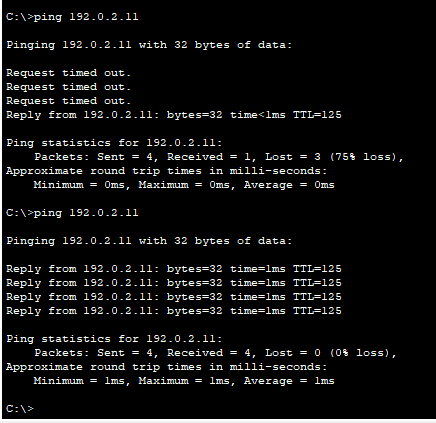 C:\>ping 192.0.2.11
Pinging 192.0.2.11 with 32 bytes of data:
Request timed out.
Request timed out.
Request timed out.
Reply from 192.0.2.11: bytes=32 time<1ms TTL=125
Ping statistics for 192.0.2.11:
    Packets: Sent = 4, Received = 1, Lost = 3 (75% loss),
Approximate round trip times in milli-seconds:
    Minimum = 0ms, Maximum = 0ms, Average = 0ms
C:\>ping 192.0.2.11
Pinging 192.0.2.11 with 32 bytes of data:
Reply from 192.0.2.11: bytes=32 time=1ms TTL=125
Reply from 192.0.2.11: bytes=32 time=1ms TTL=125
Reply from 192.0.2.11: bytes=32 time=1ms TTL=125
Reply from 192.0.2.11: bytes=32 time=1ms TTL=125
Ping statistics for 192.0.2.11:
    Packets: Sent = 4, Received = 4, Lost = 0 (0% loss),
Approximate round trip times in milli-seconds:
    Minimum = 1ms, Maximum = 1ms, Average = 1ms
C:\>